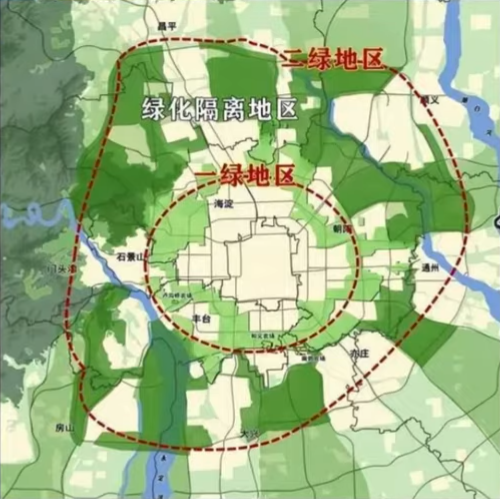 昌平
二绿地区
顺义
绿化隔离地区
一绿地区
海淀
朝阳
石景山
门头沟
通州
丰台
亦庄
房山
大兴